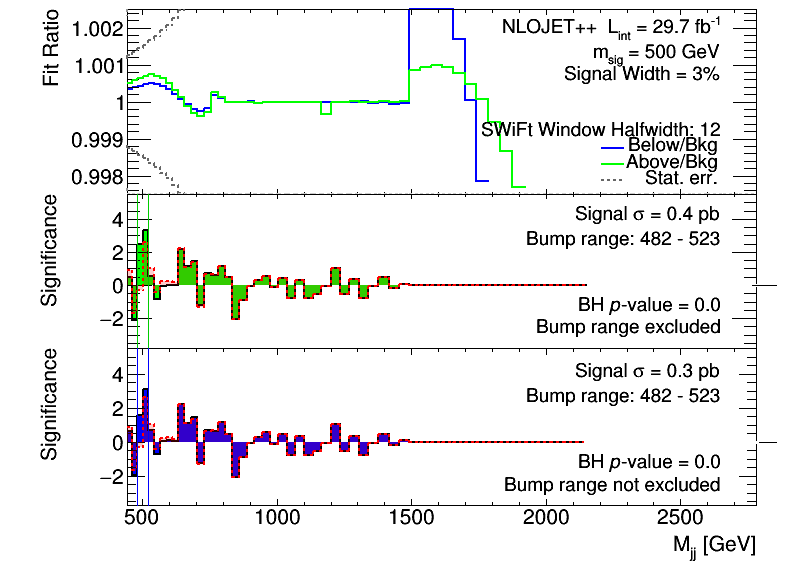 Fit Ratio
1.002
1.001
1
0.999
0.998
NLOJET++ L_int = 29.7 fb⁻¹
m_sig = 500 GeV
Signal Width = 3%
SWiFt Window Halfwidth: 12
Below/Bkg
Above/Bkg
Stat. err.
Significance
4
2
0
−2
Signal σ = 0.4 pb
Bump range: 482 - 523
BH p-value = 0.0
Bump range excluded
Significance
4
2
0
−2
Signal σ = 0.3 pb
Bump range: 482 - 523
BH p-value = 0.0
Bump range not excluded
500 1000 1500 2000 2500
M_jj [GeV]